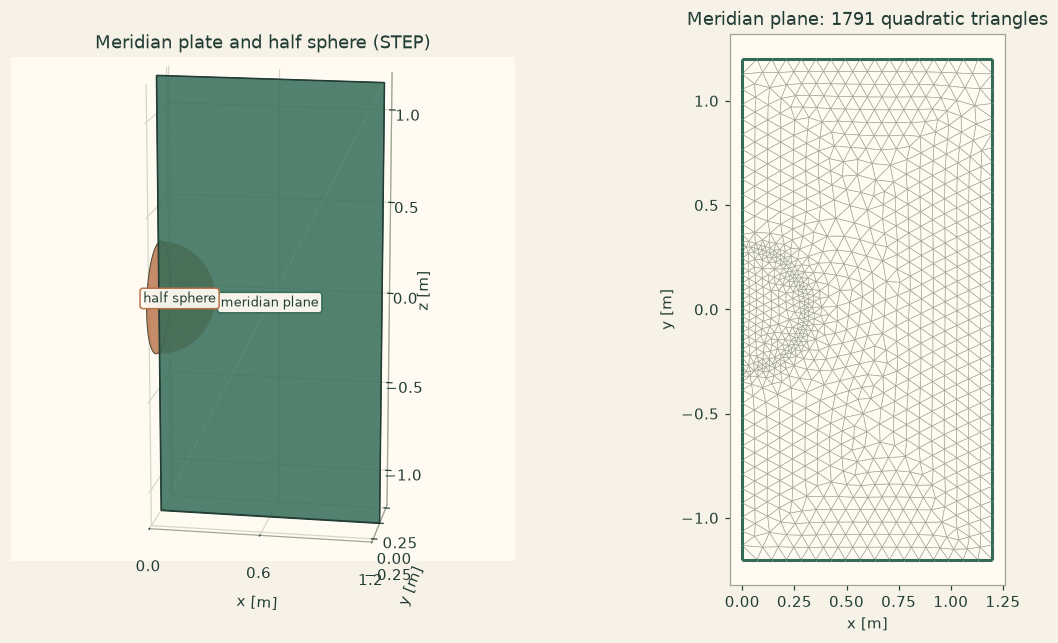 Meridian plate and half sphere (STEP)
1.0
0.5
0.0
−0.5
−1.0
z [m]
half sphere
meridian plane
0.25
0.00
−0.25
y [m]
0.0
0.6
1.2
x [m]
Meridian plane: 1791 quadratic triangles
1.0
0.5
0.0
−0.5
−1.0
y [m]
0.00
0.25
0.50
0.75
1.00
1.25
x [m]